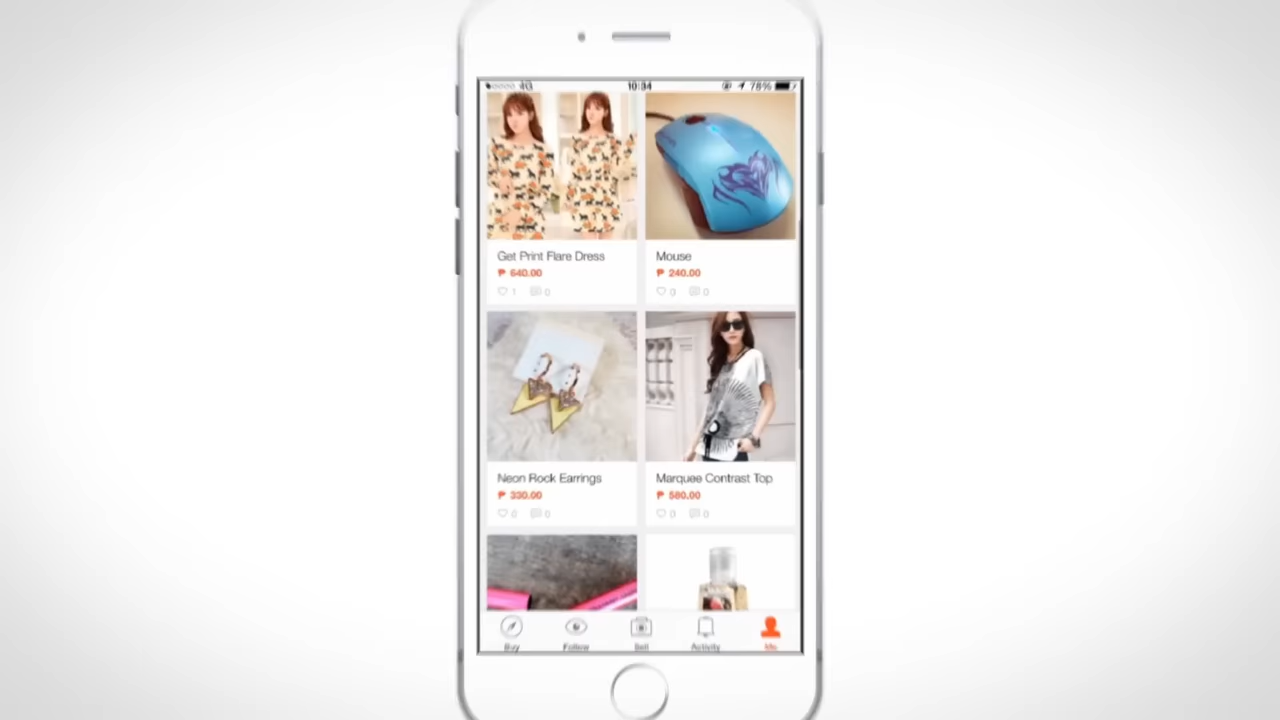 4G 10:34 78%
Get Print Flare Dress
Mouse
₱ 640.00
₱ 240.00
1 0
0 0
Neon Rock Earrings
Marquee Contrast Top
₱ 330.00
₱ 580.00
0 0
0 0
Buy Follow Sell Activity Me